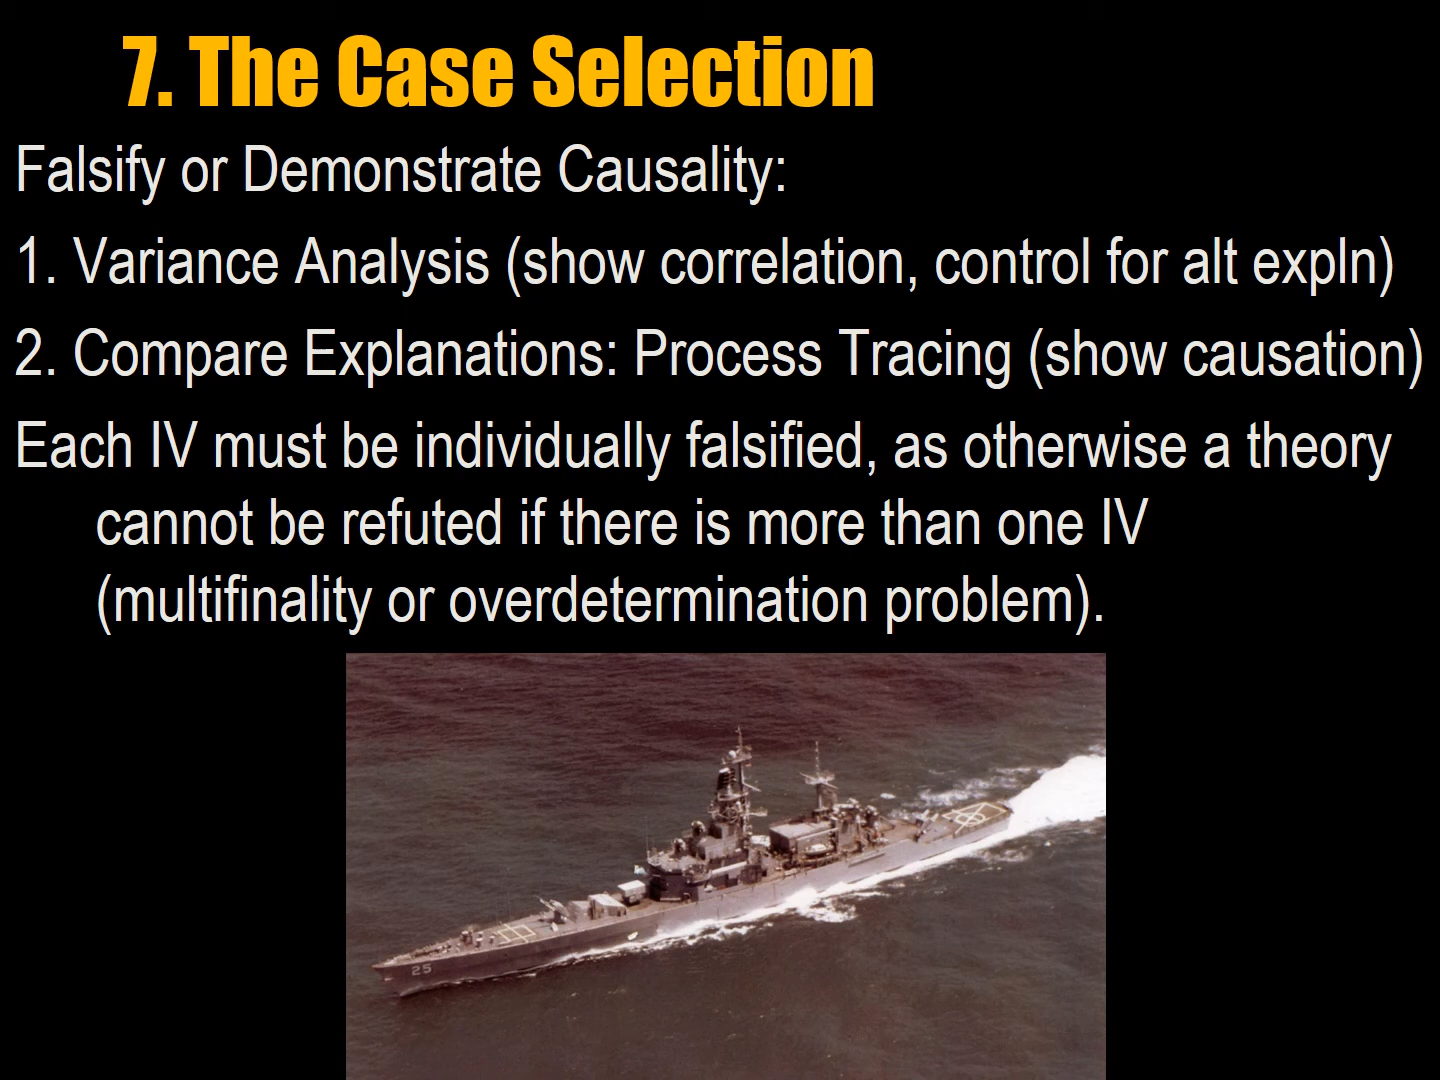 7. The Case Selection
Falsify or Demonstrate Causality:
1. Variance Analysis (show correlation, control for alt expln)
2. Compare Explanations: Process Tracing (show causation)
Each IV must be individually falsified, as otherwise a theory
cannot be refuted if there is more than one IV
(multifinality or overdetermination problem).
25